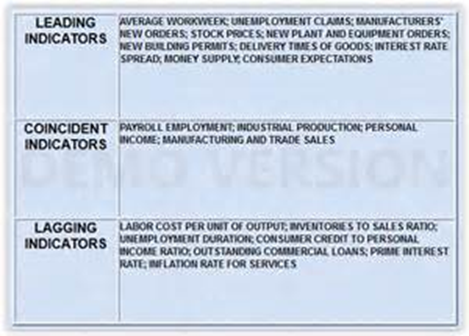 LEADING INDICATORS
AVERAGE WORKWEEK; UNEMPLOYMENT CLAIMS; MANUFACTURERS'
NEW ORDERS; STOCK PRICES; NEW PLANT AND EQUIPMENT ORDERS;
NEW BUILDING PERMITS; DELIVERY TIMES OF GOODS; INTEREST RATE
SPREAD; MONEY SUPPLY; CONSUMER EXPECTATIONS
COINCIDENT INDICATORS
PAYROLL EMPLOYMENT; INDUSTRIAL PRODUCTION; PERSONAL
INCOME; MANUFACTURING AND TRADE SALES
DEMO VERSION
LAGGING INDICATORS
LABOR COST PER UNIT OF OUTPUT; INVENTORIES TO SALES RATIO;
UNEMPLOYMENT DURATION; CONSUMER CREDIT TO PERSONAL
INCOME RATIO; OUTSTANDING COMMERCIAL LOANS; PRIME INTEREST
RATE; INFLATION RATE FOR SERVICES